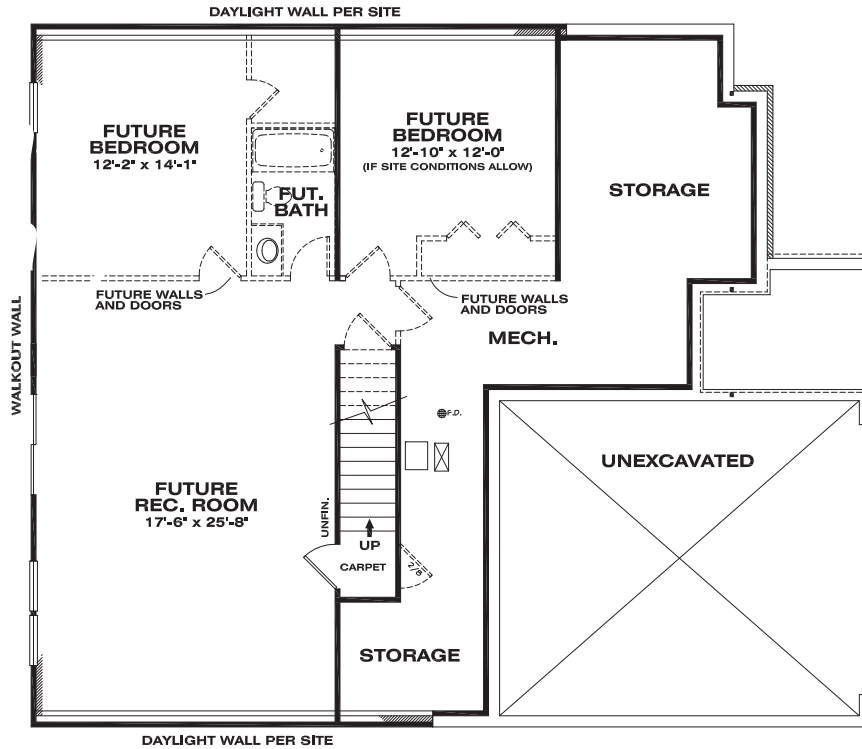 DAYLIGHT WALL PER SITE
FUTURE
BEDROOM
12'-2" x 14'-1"
FUTURE
BEDROOM
12'-10" x 12'-0"
(IF SITE CONDITIONS ALLOW)
STORAGE
FUT.
BATH
FUTURE WALLS
AND DOORS
FUTURE WALLS
AND DOORS
MECH.
WALKOUT WALL
F.D.
UNEXCAVATED
FUTURE
REC. ROOM
17'-6" x 25'-8"
UNFIN.
UP
CARPET
2/8
STORAGE
DAYLIGHT WALL PER SITE